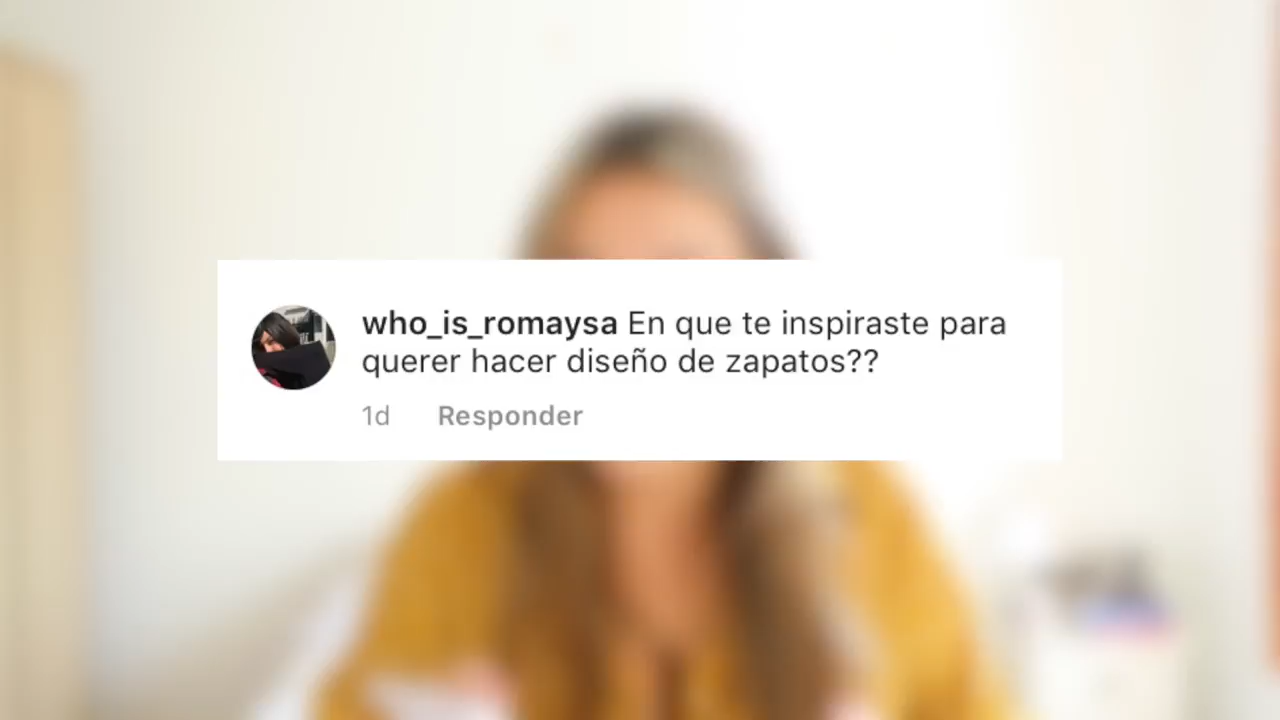 who_is_romaysa En que te inspiraste para
querer hacer diseño de zapatos??
1d Responder